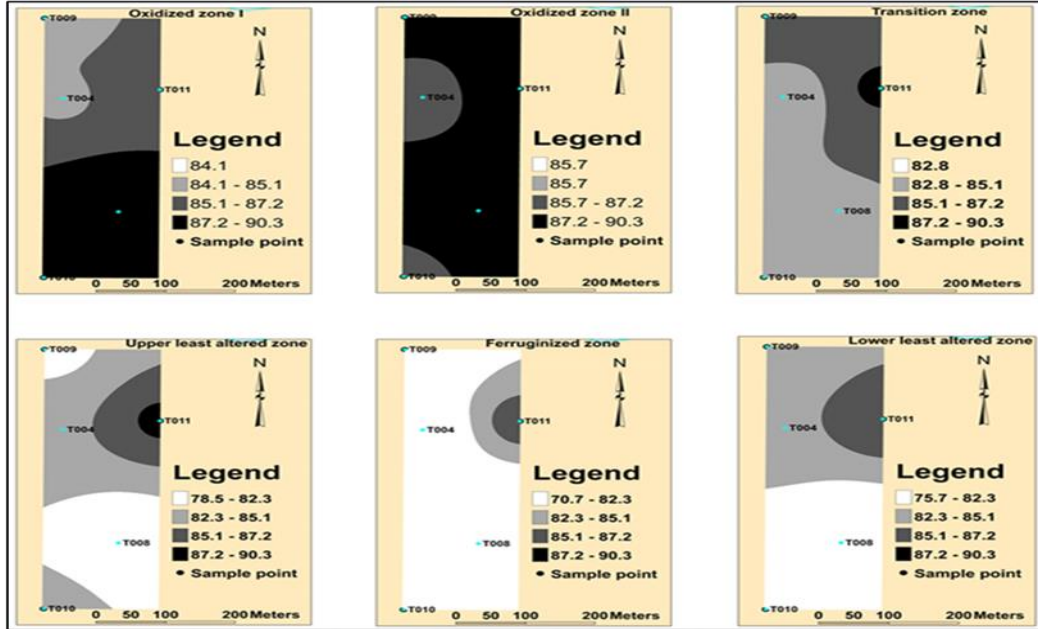 Oxidized zone I
T009
N
T004
T011
Legend
84.1
84.1 - 85.1
85.1 - 87.2
87.2 - 90.3
Sample point
T010
0 50 100 200 Meters
Oxidized zone II
T009
N
T004
T011
Legend
85.7
85.7
85.7 - 87.2
87.2 - 90.3
Sample point
T010
0 50 100 200 Meters
Transition zone
T009
N
T004
T011
Legend
82.8
82.8 - 85.1
85.1 - 87.2
87.2 - 90.3
T008
Sample point
T010
0 50 100 200 Meters
Upper least altered zone
T009
N
T004
T011
Legend
78.5 - 82.3
82.3 - 85.1
85.1 - 87.2
87.2 - 90.3
T008
Sample point
T010
0 50 100 200 Meters
Ferruginized zone
T009
N
T004
T011
Legend
70.7 - 82.3
82.3 - 85.1
85.1 - 87.2
87.2 - 90.3
T008
Sample point
T010
0 50 100 200 Meters
Lower least altered zone
T009
N
T004
T011
Legend
75.7 - 82.3
82.3 - 85.1
85.1 - 87.2
87.2 - 90.3
T008
Sample point
T010
0 50 100 200 Meters